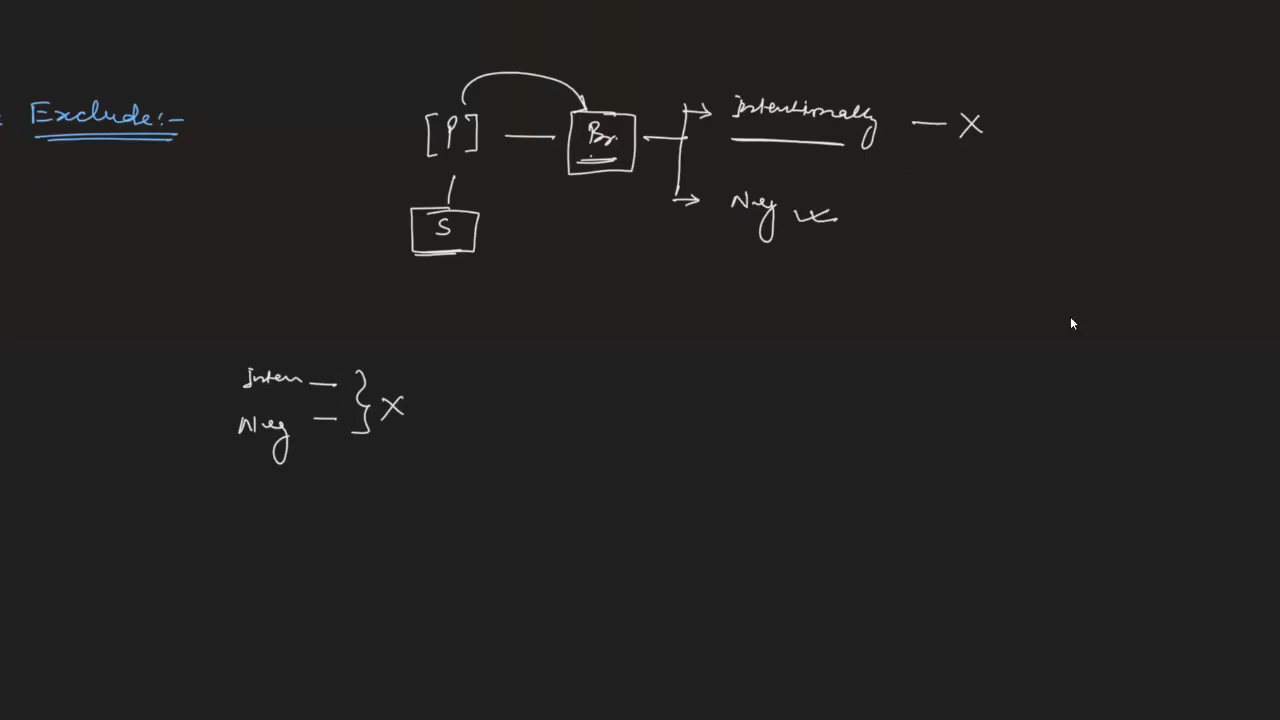 : Exclude:-
[P] — Br. — intentionally — X
Neg
S
Inten — } X
Neg —